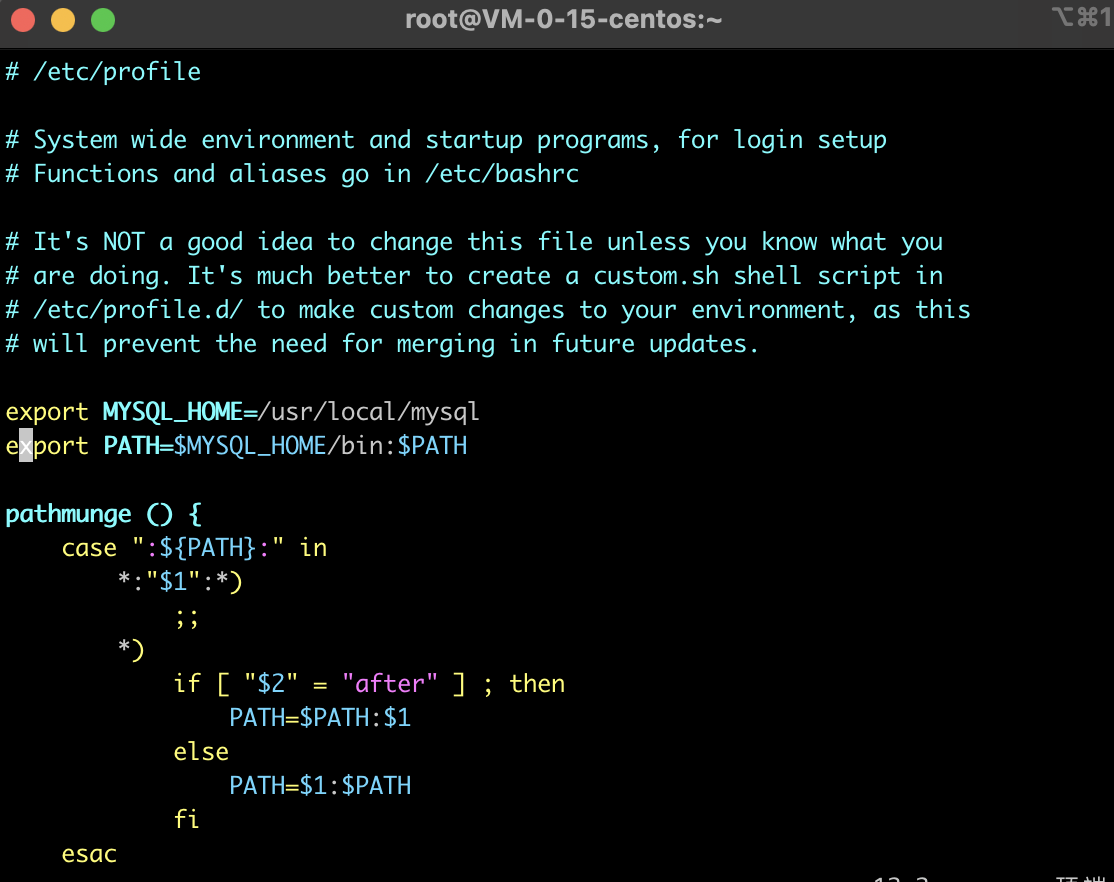 root@VM-0-15-centos:~
⌥⌘1
# /etc/profile
# System wide environment and startup programs, for login setup
# Functions and aliases go in /etc/bashrc
# It's NOT a good idea to change this file unless you know what you
# are doing. It's much better to create a custom.sh shell script in
# /etc/profile.d/ to make custom changes to your environment, as this
# will prevent the need for merging in future updates.
export MYSQL_HOME=/usr/local/mysql
export PATH=$MYSQL_HOME/bin:$PATH
pathmunge () {
    case ":${PATH}:" in
        *:"$1":*)
            ;;
        *)
            if [ "$2" = "after" ] ; then
                PATH=$PATH:$1
            else
                PATH=$1:$PATH
            fi
    esac